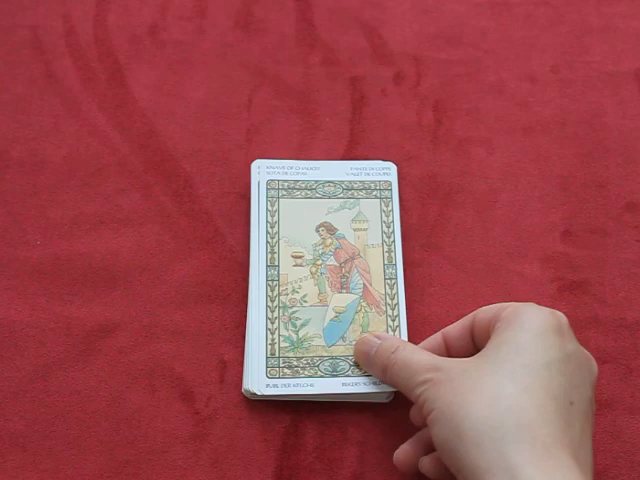 KNAVE OF CHALICES FANTE DI COPPE
SOTA DE COPAS VALET DE COUPES
BUBE DER KELCHE